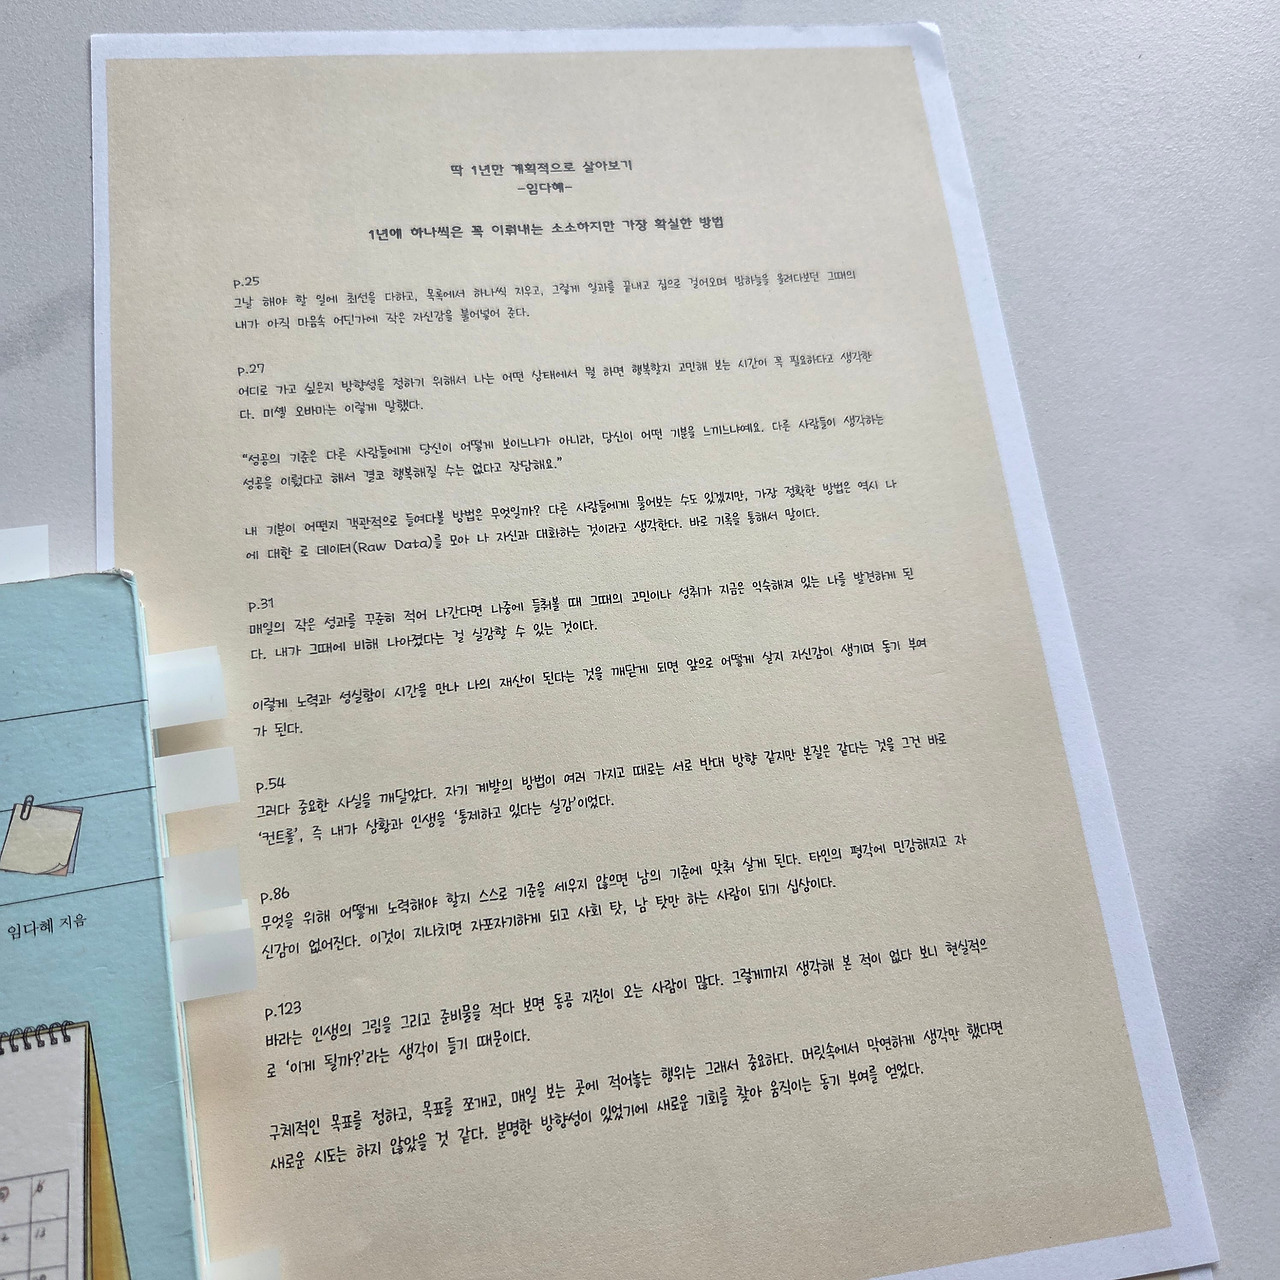 딱 1년만 계획적으로 살아보기
-임다혜-
1년에 하나씩은 꼭 이뤄내는 소소하지만 가장 확실한 방법
p.25
그날 해야 할 일에 최선을 다하고, 목록에서 하나씩 지우고, 그렇게 일과를 끝내고 집으로 걸어오며 밤하늘을 올려다보던 그때의
내가 아직 마음속 어딘가에 작은 자신감을 불어넣어 준다.
p.27
어디로 가고 싶은지 방향성을 정하기 위해서 나는 어떤 상태에서 뭘 하면 행복할지 고민해 보는 시간이 꼭 필요하다고 생각한
다. 미셸 오바마는 이렇게 말했다.
“성공의 기준은 다른 사람들에게 당신이 어떻게 보이느냐가 아니라, 당신이 어떤 기분을 느끼느냐예요. 다른 사람들이 생각하는
성공을 이뤘다고 해서 결코 행복해질 수는 없다고 장담해요.”
내 기분이 어떤지 객관적으로 들여다볼 방법은 무엇일까? 다른 사람들에게 물어보는 수도 있겠지만, 가장 정확한 방법은 역시 나
에 대한 로 데이터(Raw Data)를 모아 나 자신과 대화하는 것이라고 생각한다. 바로 기록을 통해서 말이다.
p.31
매일의 작은 성과를 꾸준히 적어 나간다면 나중에 들춰볼 때 그때의 고민이나 성취가 지금은 익숙해져 있는 나를 발견하게 된
다. 내가 그때에 비해 나아졌다는 걸 실감할 수 있는 것이다.
이렇게 노력과 성실함이 시간을 만나 나의 재산이 된다는 것을 깨닫게 되면 앞으로 어떻게 살지 자신감이 생기며 동기 부여
가 된다.
p.54
그러다 중요한 사실을 깨달았다. 자기 계발의 방법이 여러 가지고 때로는 서로 반대 방향 같지만 본질은 같다는 것을 그건 바로
‘컨트롤’, 즉 내가 상황과 인생을 ‘통제하고 있다는 실감’이었다.
p.86
무엇을 위해 어떻게 노력해야 할지 스스로 기준을 세우지 않으면 남의 기준에 맞춰 살게 된다. 타인의 평각에 민감해지고 자
신감이 없어진다. 이것이 지나치면 자포자기하게 되고 사회 탓, 남 탓만 하는 사람이 되기 십상이다.
p.123
바라는 인생의 그림을 그리고 준비물을 적다 보면 동공 지진이 오는 사람이 많다. 그렇게까지 생각해 본 적이 없다 보니 현실적으
로 ‘이게 될까?’라는 생각이 들기 때문이다.
구체적인 목표를 정하고, 목표를 쪼개고, 매일 보는 곳에 적어놓는 행위는 그래서 중요하다. 머릿속에서 막연하게 생각만 했다면
새로운 시도는 하지 않았을 것 같다. 분명한 방향성이 있었기에 새로운 기회를 찾아 움직이는 동기 부여를 얻었다.
임다혜 지음